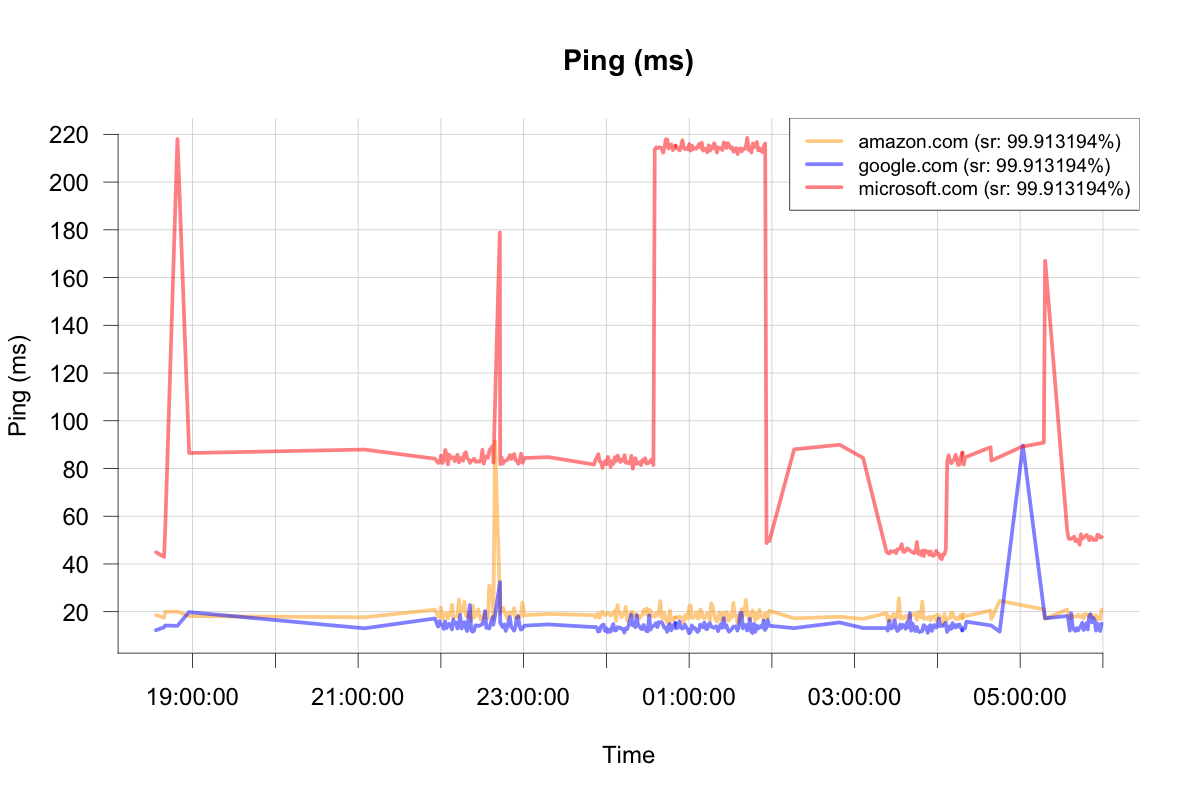 Ping (ms)
amazon.com (sr: 99.913194%)
google.com (sr: 99.913194%)
microsoft.com (sr: 99.913194%)
220
200
180
160
140
120
100
80
60
40
20
Ping (ms)
19:00:00
21:00:00
23:00:00
01:00:00
03:00:00
05:00:00
Time